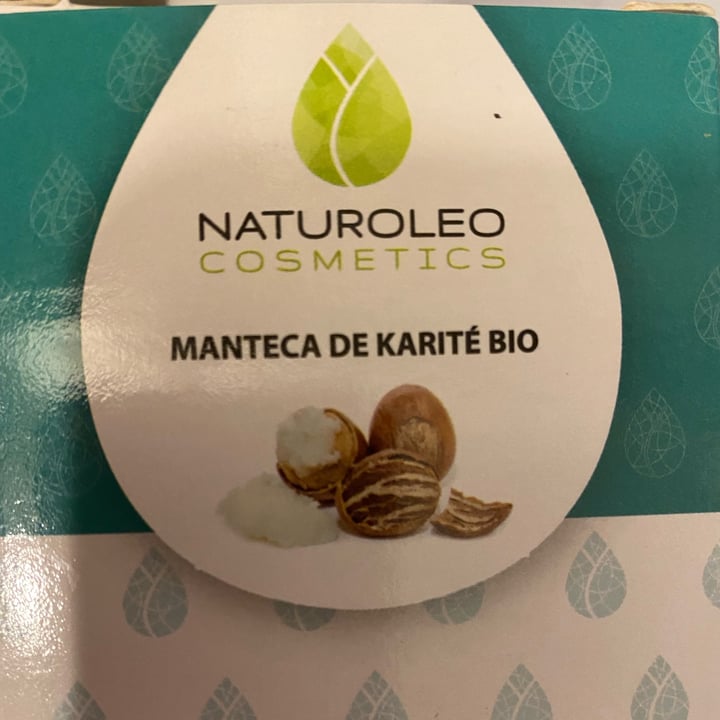 NATUROLEO
COSMETICS
MANTECA DE KARITÉ BIO